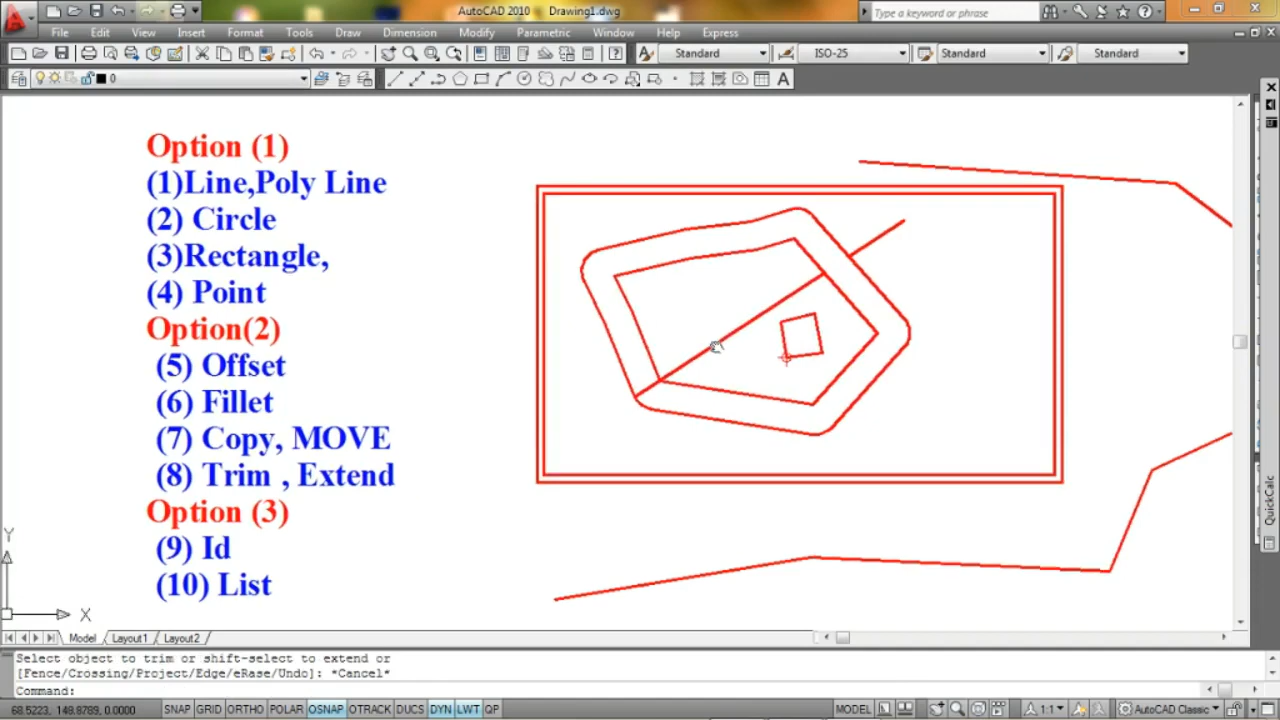 AutoCAD 2010 Drawing1.dwg
Type a keyword or phrase
File Edit View Insert Format Tools Draw Dimension Modify Parametric Window Help Express
Standard ISO-25 Standard Standard
0
A
Option (1)
(1)Line,Poly Line
(2) Circle
(3)Rectangle,
(4) Point
Option(2)
(5) Offset
(6) Fillet
(7) Copy, MOVE
(8) Trim , Extend
Option (3)
(9) Id
(10) List
QuickCalc
Y
X
Model Layout1 Layout2
Select object to trim or shift-select to extend or
[Fence/Crossing/Project/Edge/eRase/Undo]: *Cancel*
Command:
68.5223, 148.8789, 0.0000 SNAP GRID ORTHO POLAR OSNAP OTRACK DUCS DYN LWT QP MODEL 1:1 AutoCAD Classic